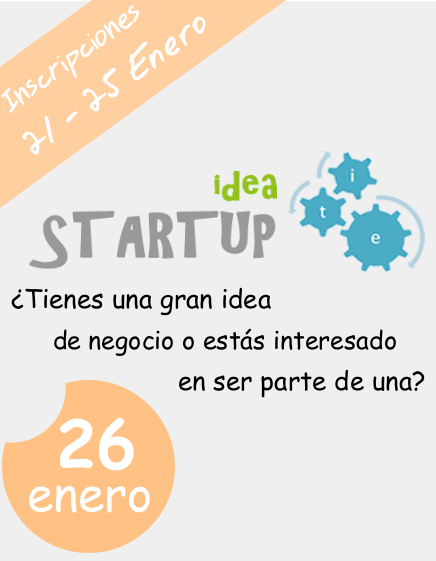 Inscripciones
21 - 25 Enero
idea
STARTUP
i
t
e
¿Tienes una gran idea
de negocio o estás interesado
en ser parte de una?
26
enero